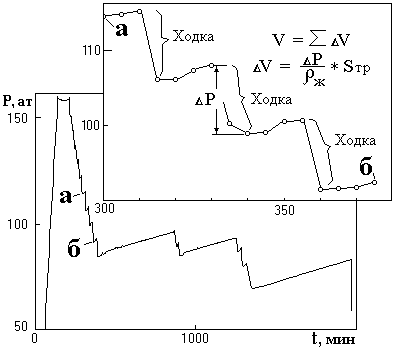 а
Ходка
110
V = Σ ΔV
ΔV = ΔP/ρж * Sтр
P, ат
150
ΔP
Ходка
100
Ходка
а
300
350
б
100
б
50
1000
t, мин